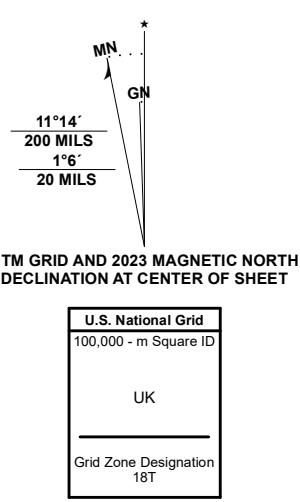 MN
GN
11°14´
200 MILS
1°6´
20 MILS
TM GRID AND 2023 MAGNETIC NORTH
DECLINATION AT CENTER OF SHEET
U.S. National Grid
100,000 - m Square ID
UK
Grid Zone Designation
18T